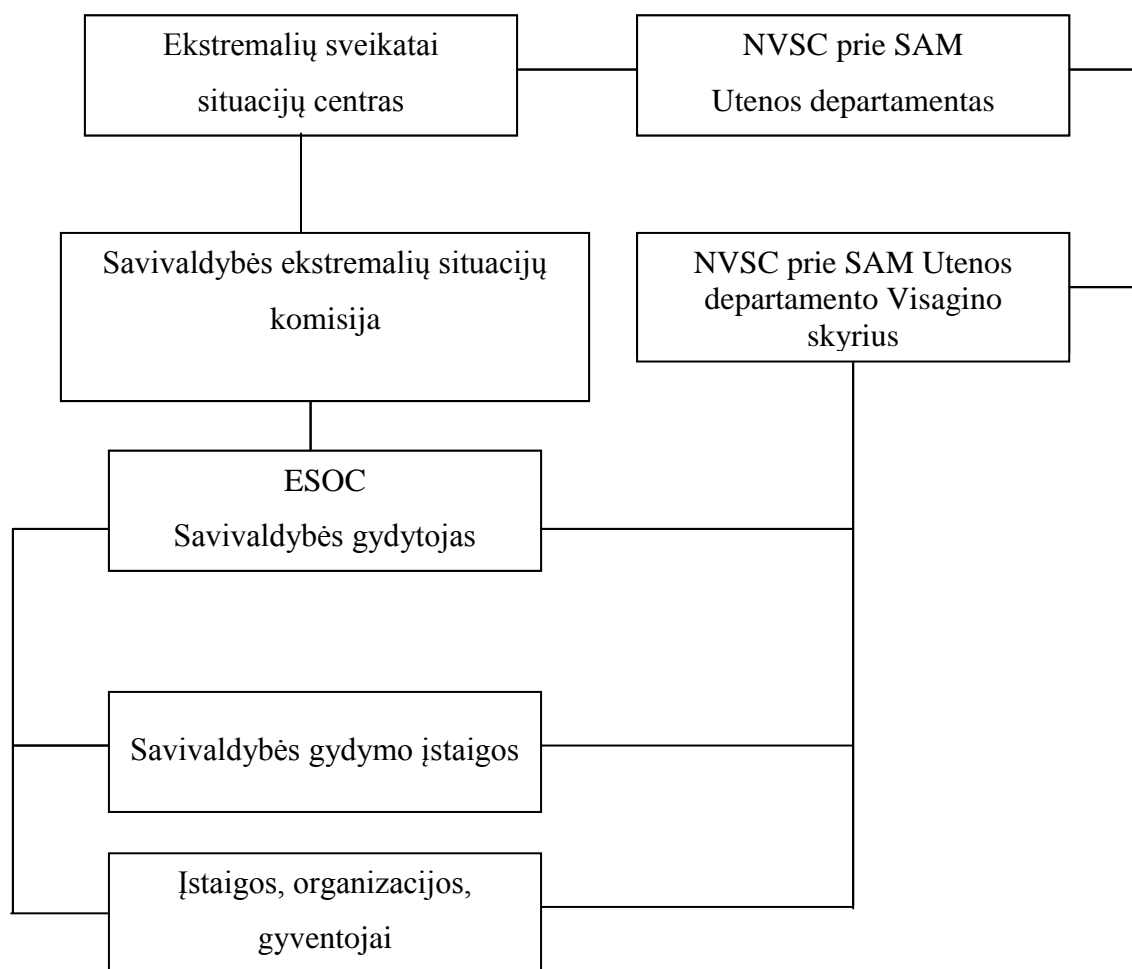 Ekstremalių sveikatai
situacijų centras
NVSC prie SAM
Utenos departamentas
Savivaldybės ekstremalių situacijų
komisija
NVSC prie SAM Utenos
departamento Visagino
skyrius
ESOC
Savivaldybės gydytojas
Savivaldybės gydymo įstaigos
Įstaigos, organizacijos,
gyventojai